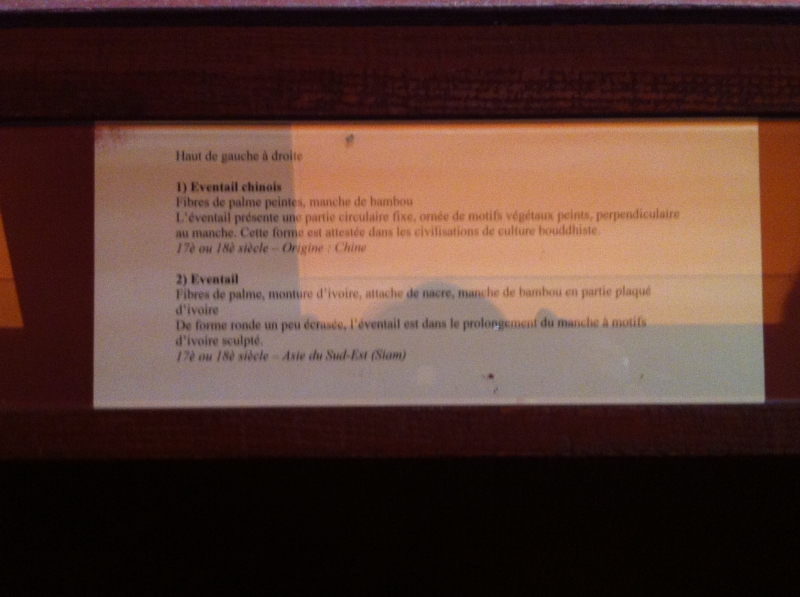 Haut de gauche à droite
1) Eventail chinois
Fibres de palme peintes, manche de bambou
L'éventail présente une partie circulaire fixe, ornée de motifs végétaux peints, perpendiculaire
au manche. Cette forme est attestée dans les civilisations de culture bouddhiste.
17è ou 18è siècle – Origine : Chine
2) Eventail
Fibres de palme, monture d'ivoire, attache de nacre, manche de bambou en partie plaqué
d'ivoire
De forme ronde un peu écrasée, l'éventail est dans le prolongement du manche à motifs
d'ivoire sculpté.
17è ou 18è siècle – Asie du Sud-Est (Siam)